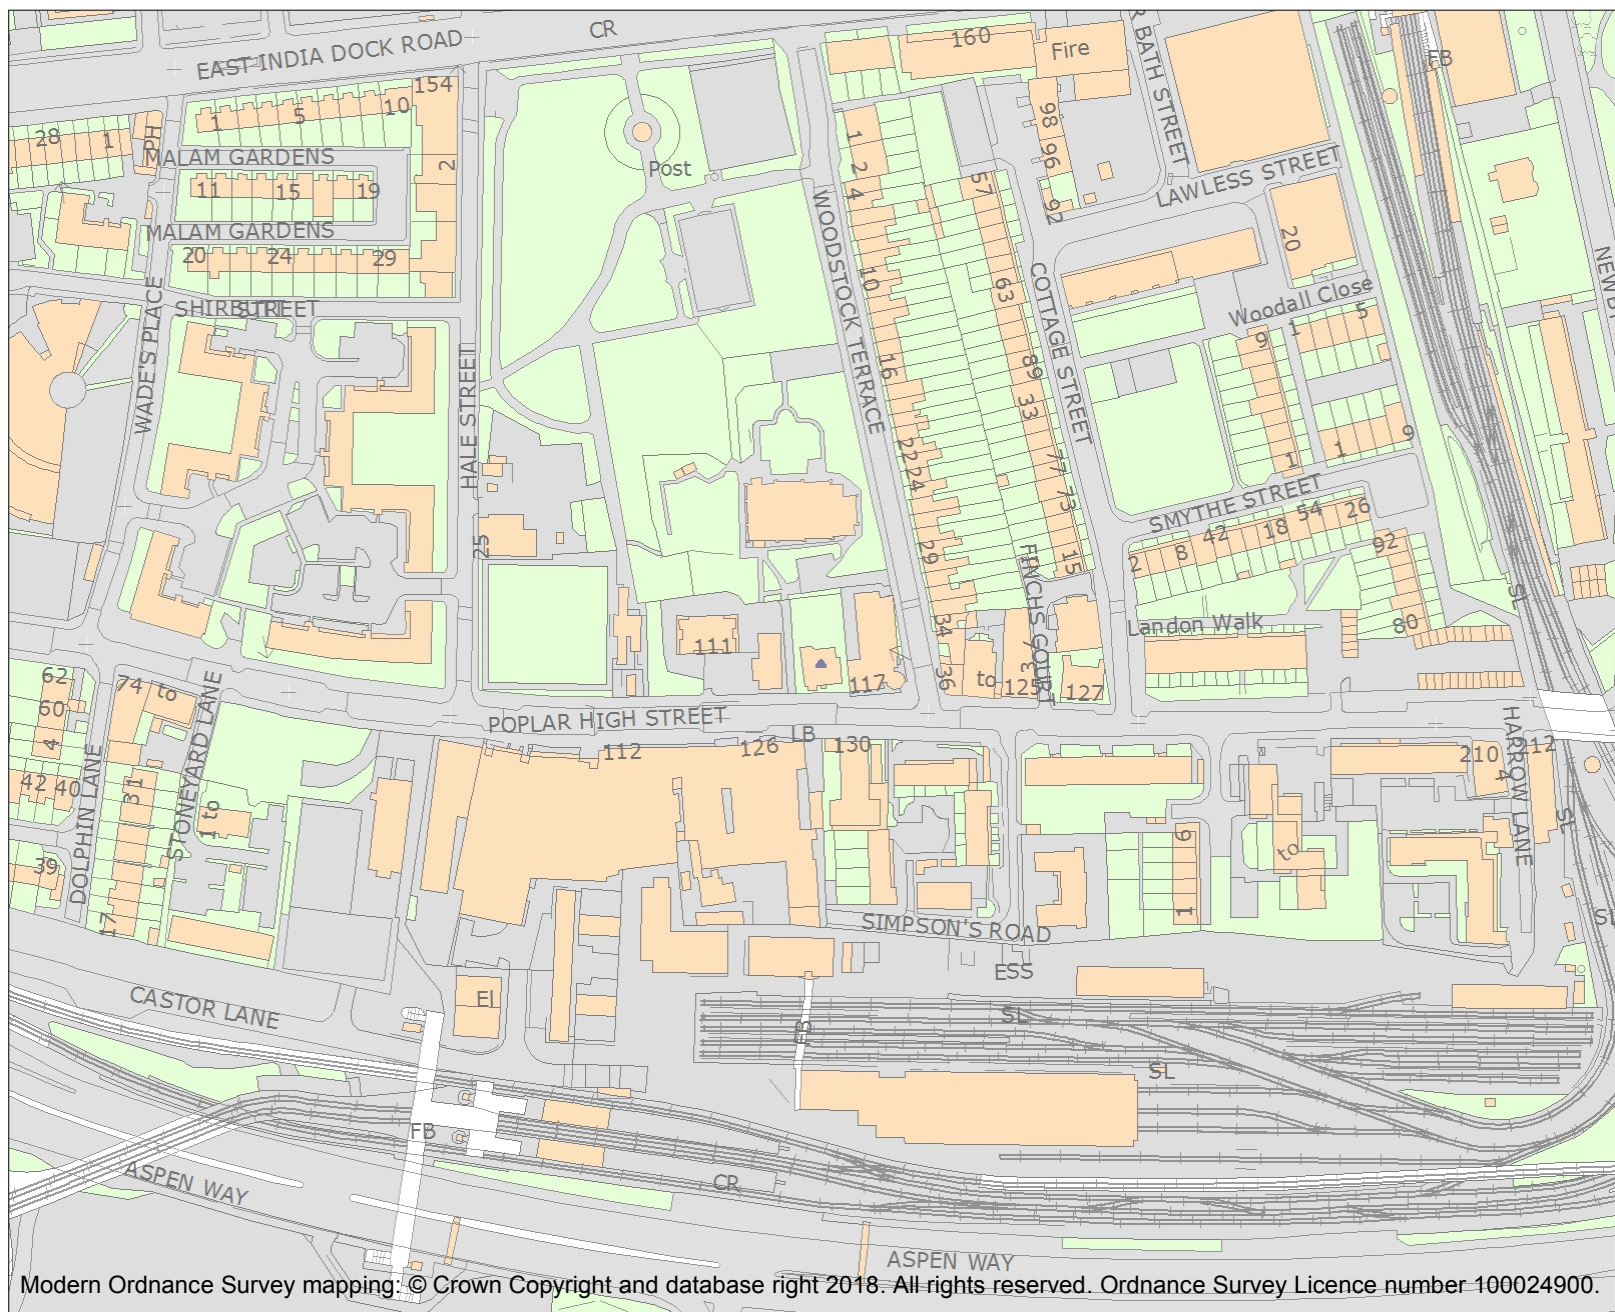 EAST INDIA DOCK ROAD
CR
160
Fire
R BATH STREET
FB
154
1
5
10
28
1
PH
MALAM GARDENS
2
11
15
19
MALAM GARDENS
20
24
29
SHIRBUTT STREET
WADE'S PLACE
HALE STREET
Post
WOODSTOCK TERRACE
1
2
4
10
16
22
24
29
34
36
98
96
92
57
63
89
33
77
73
15
COTTAGE STREET
LAWLESS STREET
20
Woodall Close
9
1
5
1
1
9
SMYTHE STREET
2
8
42
18
54
26
92
80
Landon Walk
FINCHS COURT
SL
25
111
117
to
125
127
62
60
4
42
40
39
74 to
31
17
1 to
DOLPHIN LANE
STONEYARD LANE
POPLAR HIGH STREET
112
126
LB
130
210
212
4
HARROW LANE
SL
6
1
to
SIMPSON'S ROAD
ESS
El
CASTOR LANE
FB
SL
SL
FB
CR
ASPEN WAY
ASPEN WAY
Modern Ordnance Survey mapping: © Crown Copyright and database right 2018. All rights reserved. Ordnance Survey Licence number 100024900.